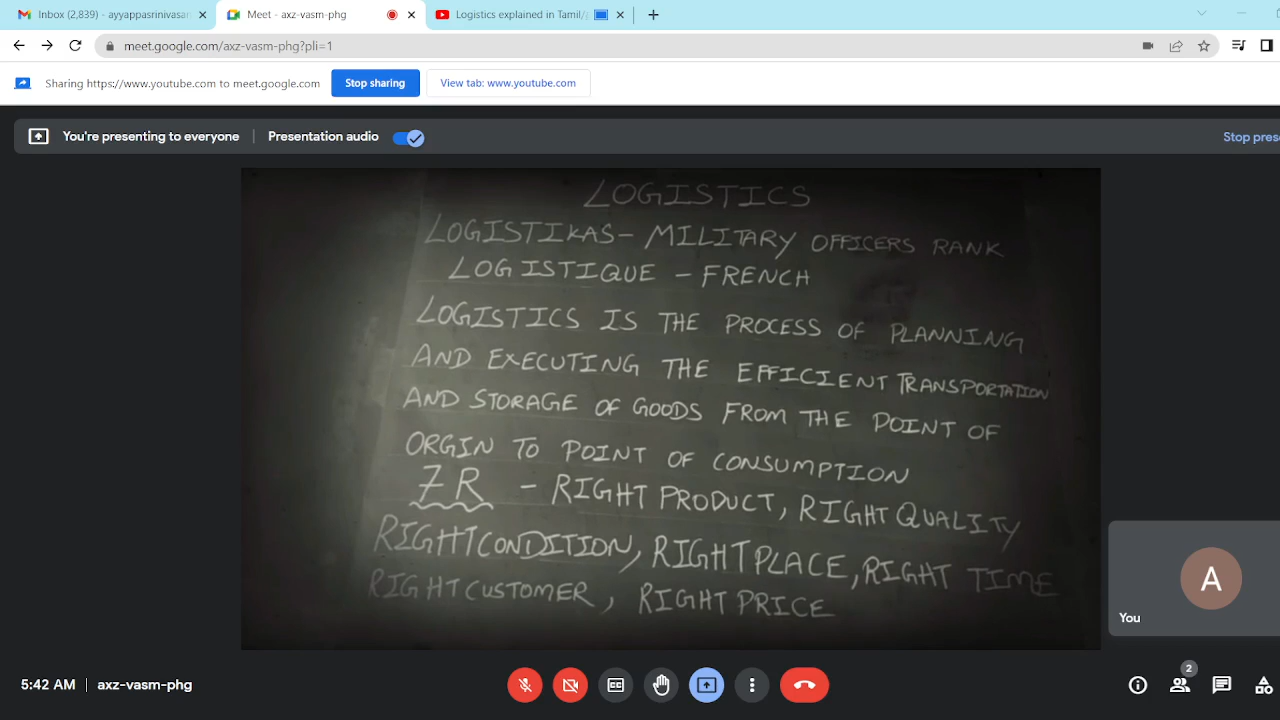 Inbox (2,839) - ayyappasrinivasar
Meet - axz-vasm-phg
Logistics explained in Tamil/
meet.google.com/axz-vasm-phg?pli=1
Sharing https://www.youtube.com to meet.google.com
Stop sharing
View tab: www.youtube.com
You're presenting to everyone
Presentation audio
Stop pres
LOGISTICS
LOGISTIKAS- MILITARY OFFICERS RANK
LOGISTIQUE - FRENCH
LOGISTICS IS THE PROCESS OF PLANNING
AND EXECUTING THE EFFICIENT TRANSPORTATION
AND STORAGE OF GOODS FROM THE POINT OF
ORGIN TO POINT OF CONSUMPTION
7R - RIGHT PRODUCT, RIGHT QUALITY
RIGHT CONDITION, RIGHT PLACE, RIGHT TIME
RIGHT CUSTOMER, RIGHT PRICE
A
You
5:42 AM | axz-vasm-phg
2